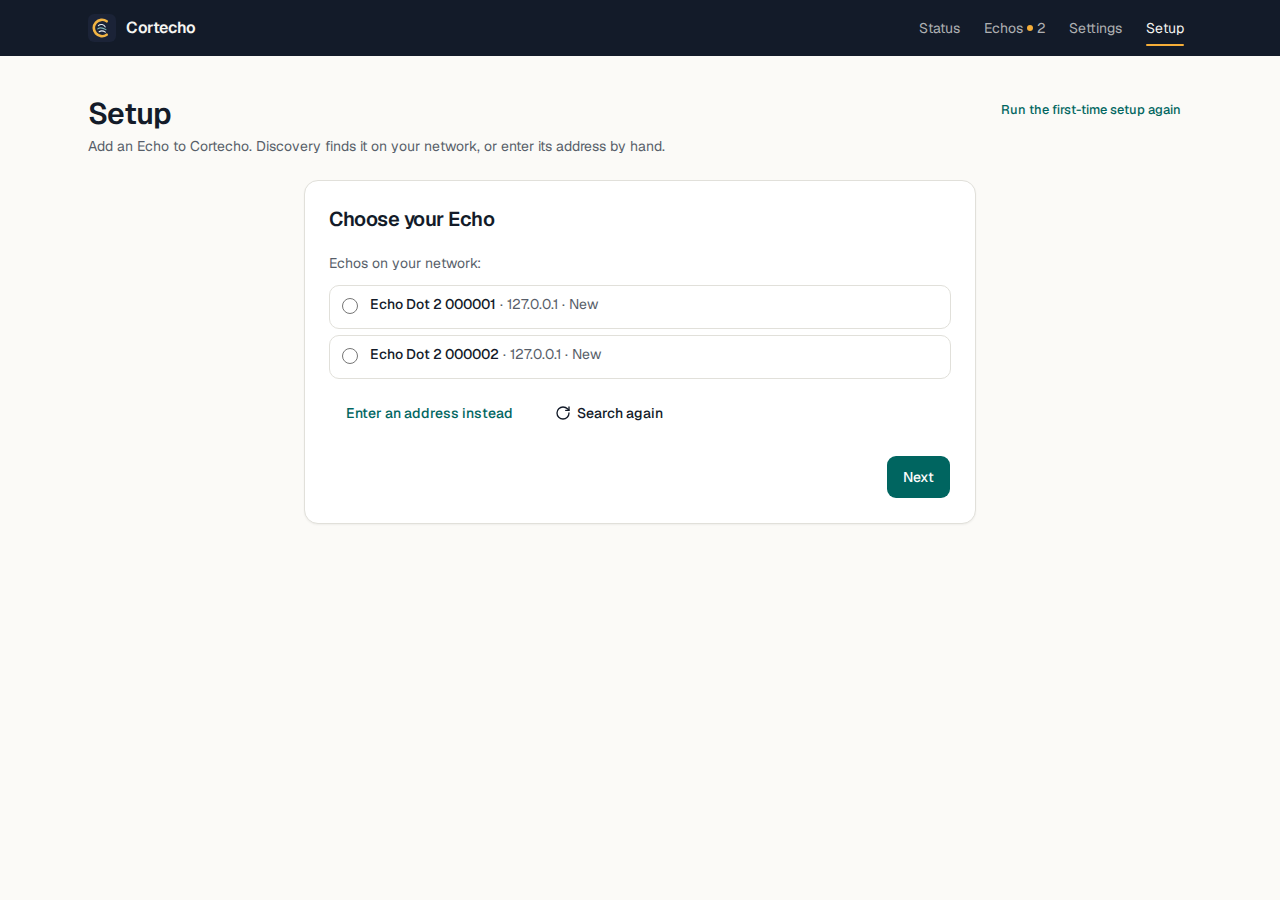 Cortecho
Status Echos 2 Settings Setup
Setup
Run the first-time setup again
Add an Echo to Cortecho. Discovery finds it on your network, or enter its address by hand.
Choose your Echo
Echos on your network:
Echo Dot 2 000001 · 127.0.0.1 · New
Echo Dot 2 000002 · 127.0.0.1 · New
Enter an address instead Search again
Next